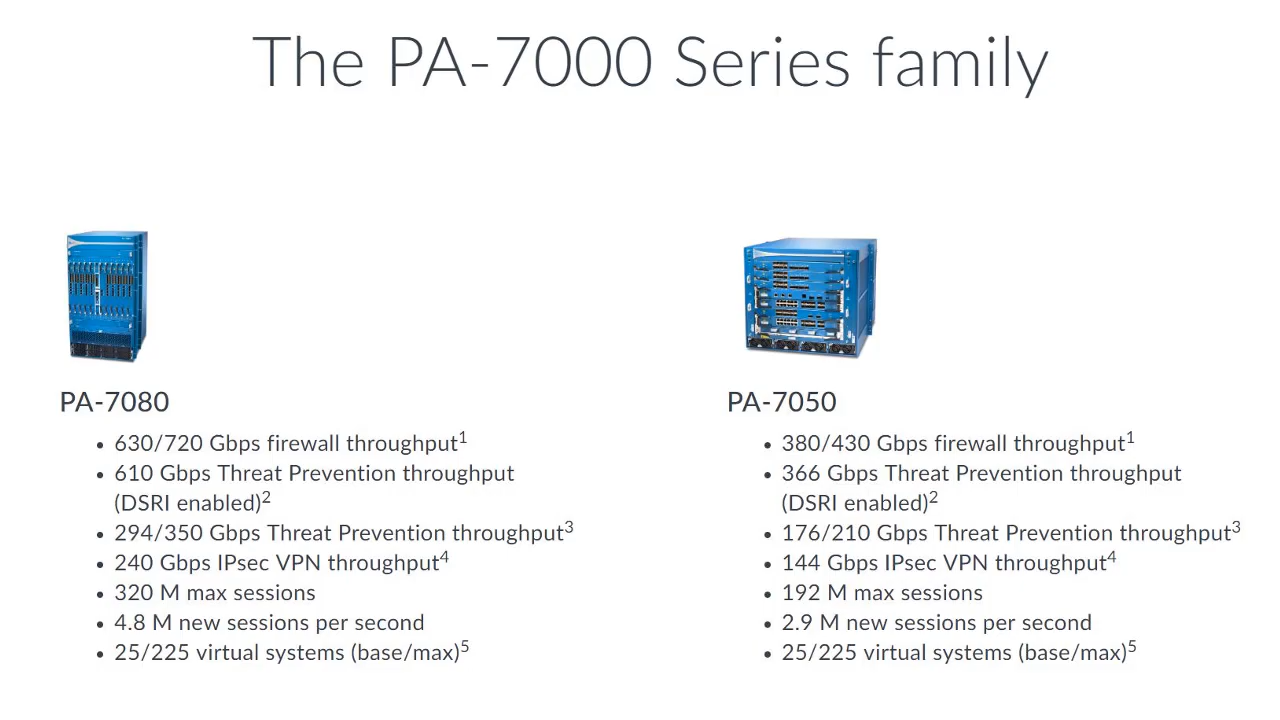 The PA-7000 Series family
PA-7080
• 630/720 Gbps firewall throughput¹
• 610 Gbps Threat Prevention throughput
(DSRI enabled)²
• 294/350 Gbps Threat Prevention throughput³
• 240 Gbps IPsec VPN throughput⁴
• 320 M max sessions
• 4.8 M new sessions per second
• 25/225 virtual systems (base/max)⁵
PA-7050
• 380/430 Gbps firewall throughput¹
• 366 Gbps Threat Prevention throughput
(DSRI enabled)²
• 176/210 Gbps Threat Prevention throughput³
• 144 Gbps IPsec VPN throughput⁴
• 192 M max sessions
• 2.9 M new sessions per second
• 25/225 virtual systems (base/max)⁵